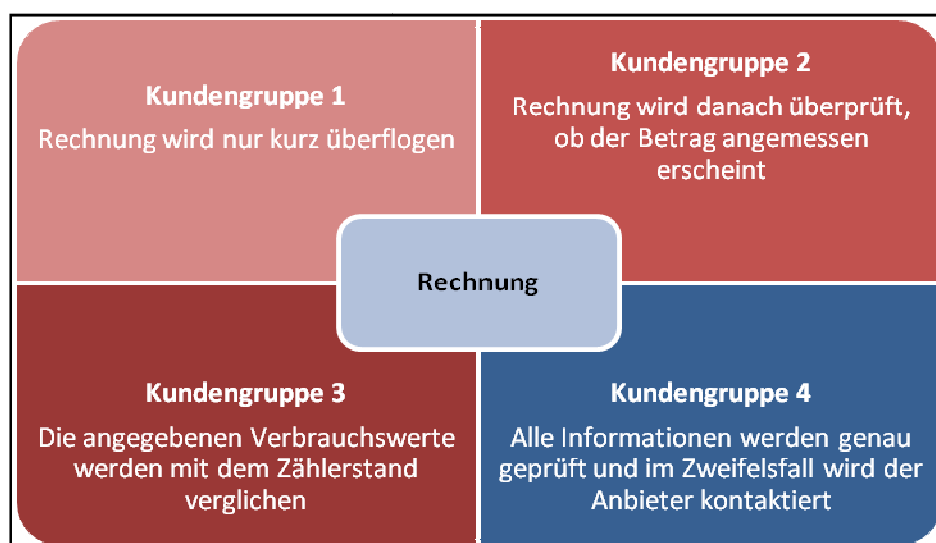 Kundengruppe 1
Rechnung wird nur kurz überflogen
Kundengruppe 2
Rechnung wird danach überprüft,
ob der Betrag angemessen
erscheint
Rechnung
Kundengruppe 3
Die angegebenen Verbrauchswerte
werden mit dem Zählerstand
verglichen
Kundengruppe 4
Alle Informationen werden genau
geprüft und im Zweifelsfall wird der
Anbieter kontaktiert